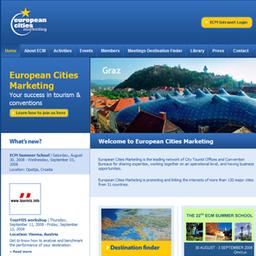 european
cities
marketing
ECM Intranet Login
Home
About ECM
Activities
Events
Members
Meetings Destination Finder
Library
Press
Contact
European Cities
Marketing
Your success in tourism &
conventions
Learn how to join us here
Graz
What's new?
ECM Summer School | Saturday,
August 30, 2008 - Wednesday,
September 03, 2008
Location: Opatija, Croatia
www.tourmis.info
TourMIS workshop | Thursday,
September 11, 2008 - Friday, September
12, 2008
Location: Vienna, Austria
Get to know how to analyse and benchmark
the performance of your destination.
Read more
Welcome to European Cities Marketing
European Cities Marketing is the leading network of City Tourist Offices and Convention
Bureaux for sharing expertise, working together on an operational level, and having business
opportunities.
European Cities Marketing is promoting and linking the interests of more than 130 major cities
from 31 countries.
Destination finder
THE 22nd ECM SUMMER SCHOOL
30 AUGUST - 3 SEPTEMBER 2008
OPATIJA